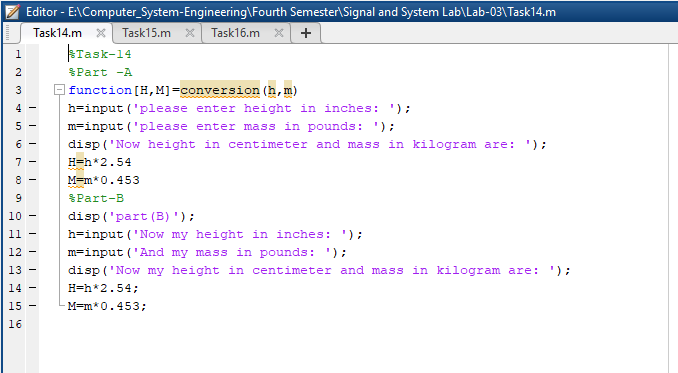 Editor - E:\Computer_System-Engineering\Fourth Semester\Signal and System Lab\Lab-03\Task14.m
Task14.m × Task15.m × Task16.m × +
1 %Task-14
2 %Part -A
3 function[H,M]=conversion(h,m)
4 - h=input('please enter height in inches: ');
5 - m=input('please enter mass in pounds: ');
6 - disp('Now height in centimeter and mass in kilogram are: ');
7 - H=h*2.54
8 - M=m*0.453
9 %Part-B
10 - disp('part(B)');
11 - h=input('Now my height in inches: ');
12 - m=input('And my mass in pounds: ');
13 - disp('Now my height in centimeter and mass in kilogram are: ');
14 - H=h*2.54;
15 - M=m*0.453;
16